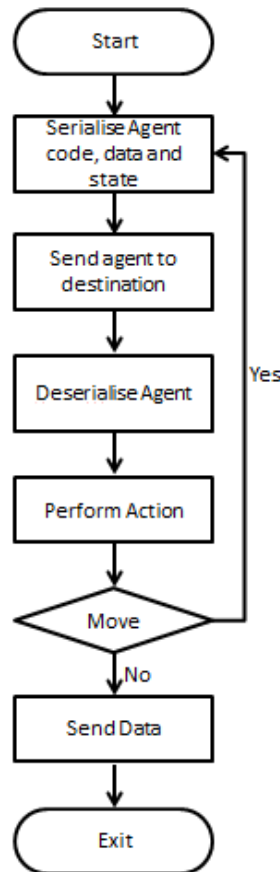 Start
Serialise Agent
code, data and
state
Send agent to
destination
Deserialise Agent
Yes
Perform Action
Move
No
Send Data
Exit